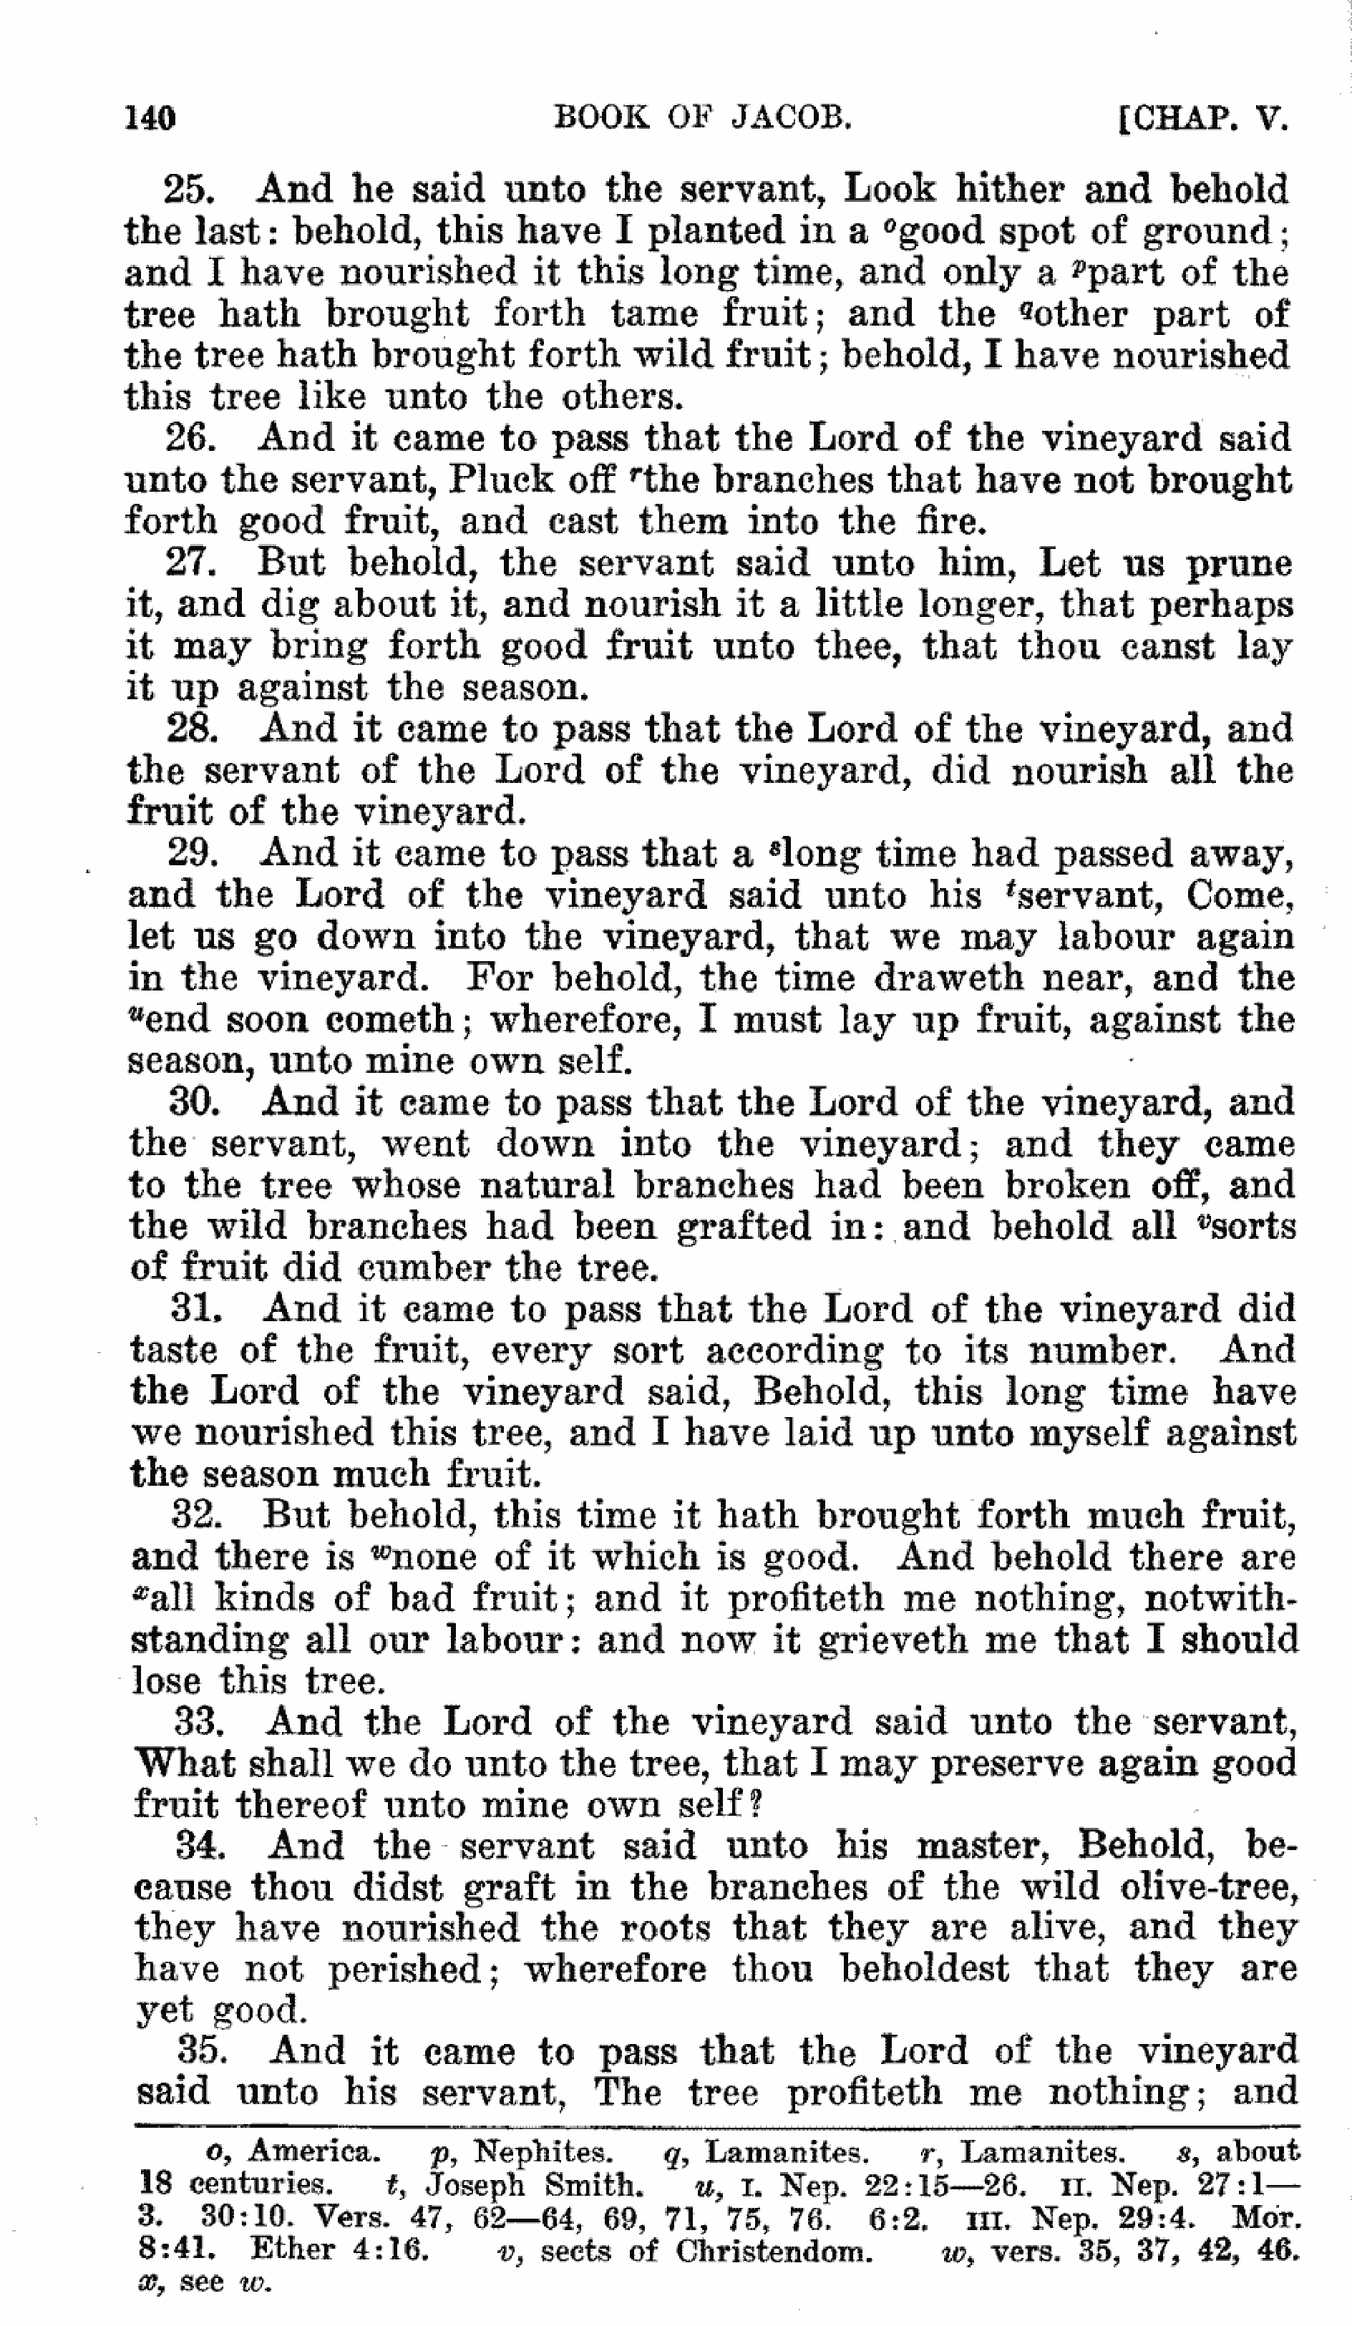 140 BOOK OF JACOB. [CHAP. V.
25. And he said unto the servant, Look hither and behold
the last: behold, this have I planted in a ᵒgood spot of ground;
and I have nourished it this long time, and only a ᵖpart of the
tree hath brought forth tame fruit; and the qother part of
the tree hath brought forth wild fruit; behold, I have nourished
this tree like unto the others.
26. And it came to pass that the Lord of the vineyard said
unto the servant, Pluck off ʳthe branches that have not brought
forth good fruit, and cast them into the fire.
27. But behold, the servant said unto him, Let us prune
it, and dig about it, and nourish it a little longer, that perhaps
it may bring forth good fruit unto thee, that thou canst lay
it up against the season.
28. And it came to pass that the Lord of the vineyard, and
the servant of the Lord of the vineyard, did nourish all the
fruit of the vineyard.
29. And it came to pass that a ˢlong time had passed away,
and the Lord of the vineyard said unto his ᵗservant, Come,
let us go down into the vineyard, that we may labour again
in the vineyard. For behold, the time draweth near, and the
ᵘend soon cometh; wherefore, I must lay up fruit, against the
season, unto mine own self.
30. And it came to pass that the Lord of the vineyard, and
the servant, went down into the vineyard; and they came
to the tree whose natural branches had been broken off, and
the wild branches had been grafted in: and behold all ᵛsorts
of fruit did cumber the tree.
31. And it came to pass that the Lord of the vineyard did
taste of the fruit, every sort according to its number. And
the Lord of the vineyard said, Behold, this long time have
we nourished this tree, and I have laid up unto myself against
the season much fruit.
32. But behold, this time it hath brought forth much fruit,
and there is ʷnone of it which is good. And behold there are
ˣall kinds of bad fruit; and it profiteth me nothing, notwith-
standing all our labour: and now it grieveth me that I should
lose this tree.
33. And the Lord of the vineyard said unto the servant,
What shall we do unto the tree, that I may preserve again good
fruit thereof unto mine own self?
34. And the servant said unto his master, Behold, be-
cause thou didst graft in the branches of the wild olive-tree,
they have nourished the roots that they are alive, and they
have not perished; wherefore thou beholdest that they are
yet good.
35. And it came to pass that the Lord of the vineyard
said unto his servant, The tree profiteth me nothing; and
o, America. p, Nephites. q, Lamanites. r, Lamanites. s, about
18 centuries. t, Joseph Smith. u, I. Nep. 22:15—26. II. Nep. 27:1—
3. 30:10. Vers. 47, 62—64, 69, 71, 75, 76. 6:2. III. Nep. 29:4. Mor.
8:41. Ether 4:16. v, sects of Christendom. w, vers. 35, 37, 42, 46.
x, see w.